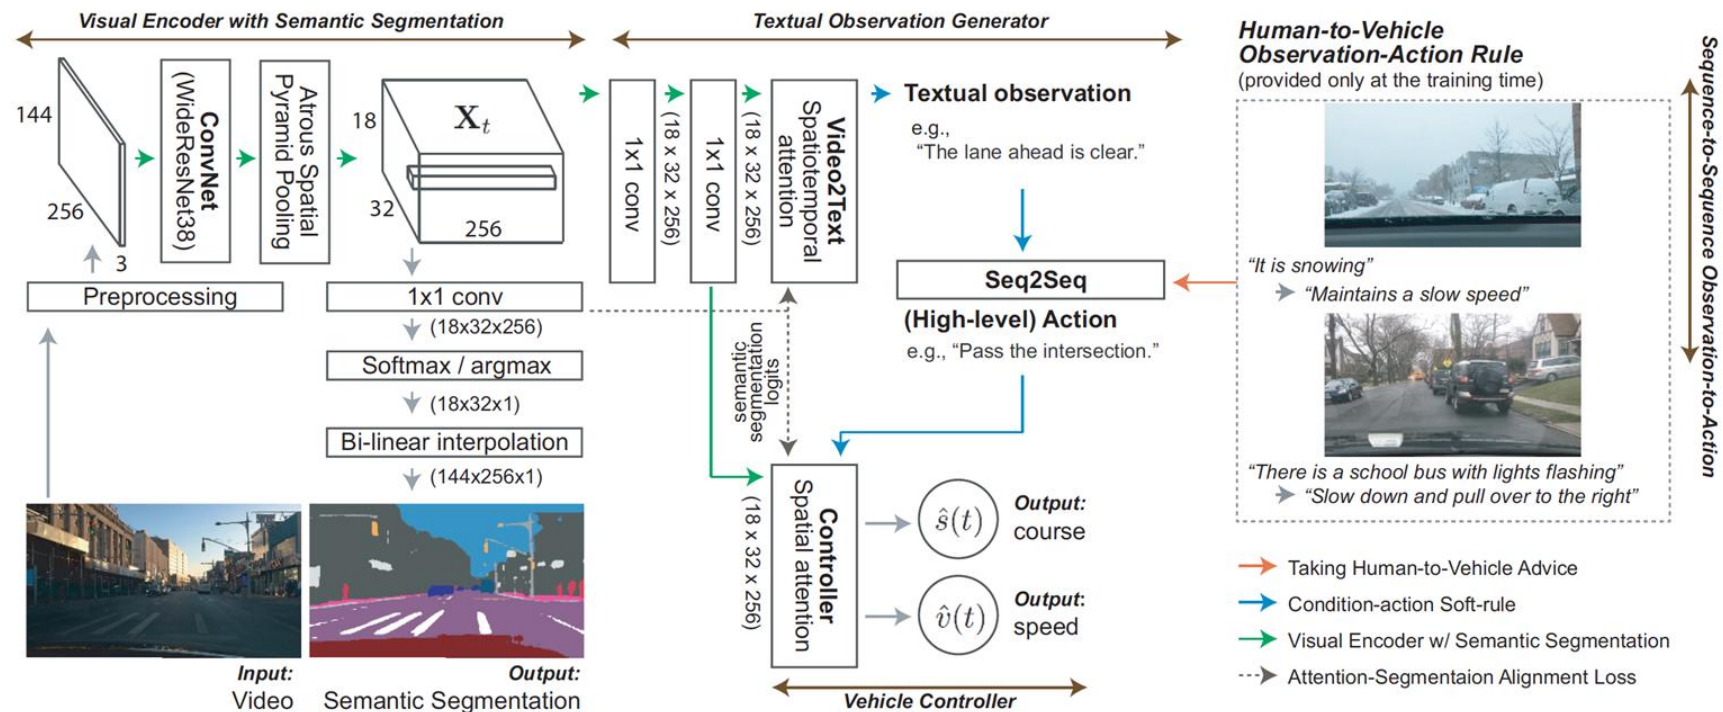 Visual Encoder with Semantic Segmentation
144
256
3
ConvNet
(WideResNet38)
Atrous Spatial
Pyramid Pooling
18
32
256
X_t
Preprocessing
1x1 conv
(18x32x256)
Softmax / argmax
(18x32x1)
Bi-linear interpolation
(144x256x1)
Input:
Video
Output:
Semantic Segmentation
Textual Observation Generator
1x1 conv
(18 x 32 x 256)
1x1 conv
(18 x 32 x 256)
Video2Text
Spatiotemporal
attention
Textual observation
e.g.,
“The lane ahead is clear.”
Seq2Seq
(High-level) Action
e.g., “Pass the intersection.”
semantic
segmentation
logits
(18 x 32 x 256)
Controller
Spatial attention
ŝ(t)
Output:
course
v̂(t)
Output:
speed
Vehicle Controller
Human-to-Vehicle
Observation-Action Rule
(provided only at the training time)
“It is snowing”
“Maintains a slow speed”
“There is a school bus with lights flashing”
“Slow down and pull over to the right”
Sequence-to-Sequence Observation-to-Action
Taking Human-to-Vehicle Advice
Condition-action Soft-rule
Visual Encoder w/ Semantic Segmentation
Attention-Segmentaion Alignment Loss